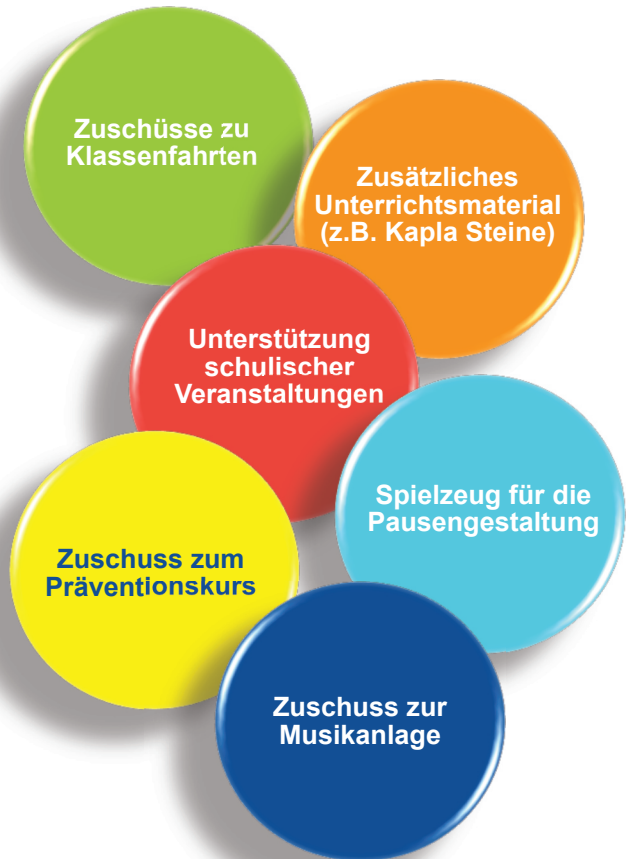 Zuschüsse zu
Klassenfahrten
Zusätzliches
Unterrichtsmaterial
(z.B. Kapla Steine)
Unterstützung
schulischer
Veranstaltungen
Spielzeug für die
Pausengestaltung
Zuschuss zum
Präventionskurs
Zuschuss zur
Musikanlage